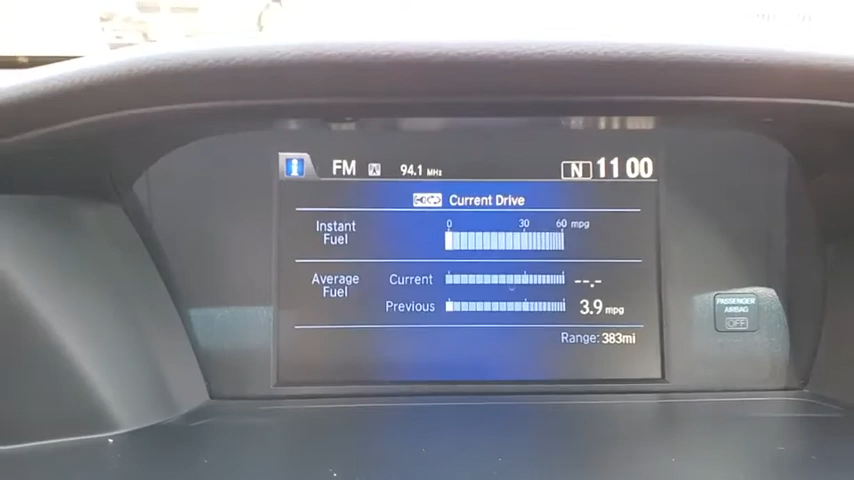 i FM 94.1 MHz N 11:00
Current Drive
0 30 60 mpg
Instant
Fuel
Average
Fuel
Current --.-
Previous 3.9 mpg
Range:383mi
PASSENGER
AIRBAG
OFF